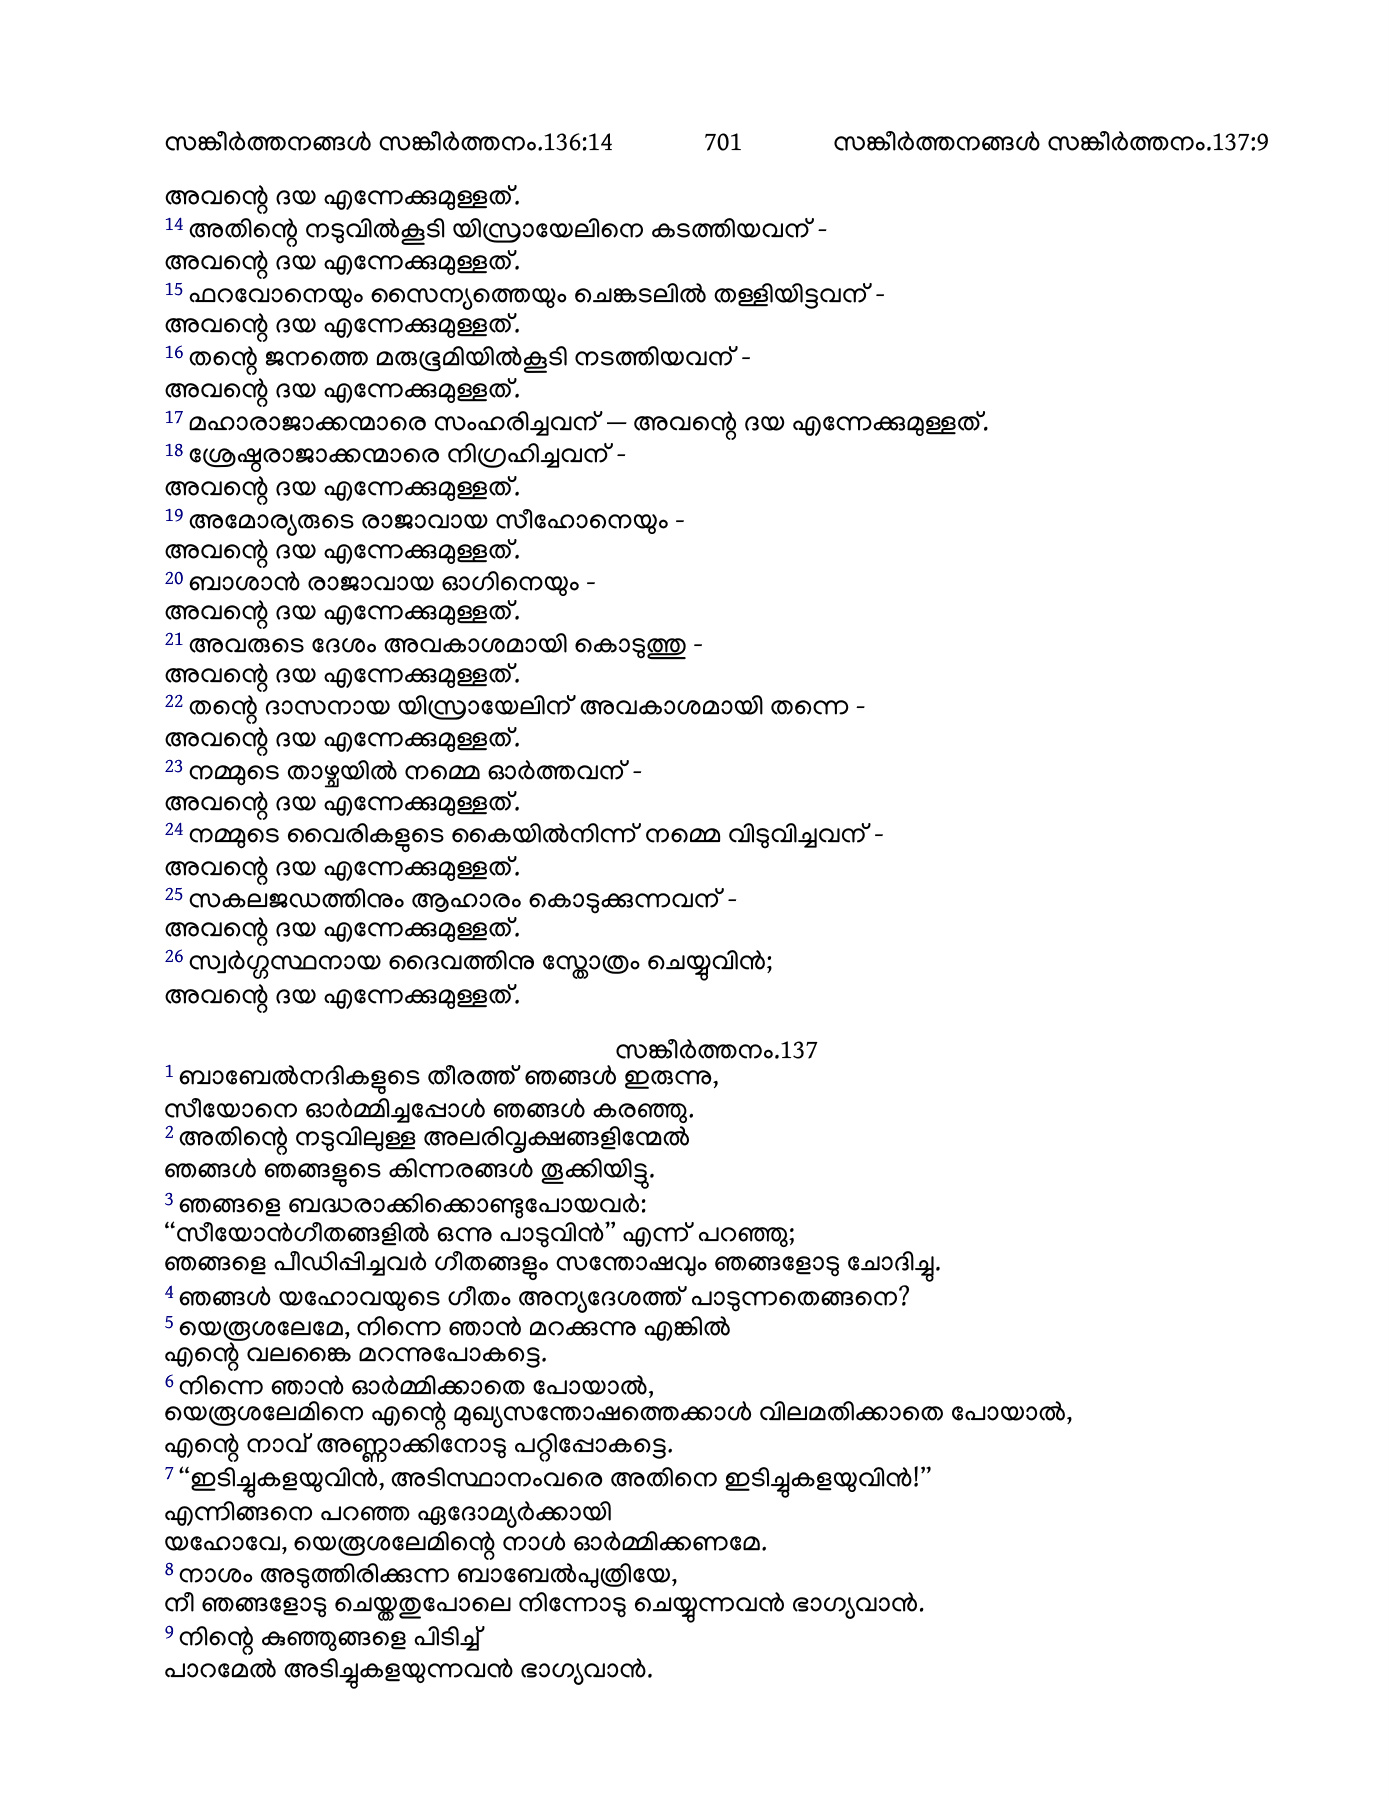 സങ്കീർത്തനങ്ങൾ സങ്കീർത്തനം.136:14 701 സങ്കീർത്തനങ്ങൾ സങ്കീർത്തനം.137:9
അവന്റെ ദയ എന്നേക്കുമുള്ളത്.
14 അതിന്റെ നടുവിൽകൂടി യിസ്രായേലിനെ കടത്തിയവന് -
അവന്റെ ദയ എന്നേക്കുമുള്ളത്.
15 ഫറവോനെയും സൈന്യത്തെയും ചെങ്കടലിൽ തള്ളിയിട്ടവന് -
അവന്റെ ദയ എന്നേക്കുമുള്ളത്.
16 തന്റെ ജനത്തെ മരുഭൂമിയിൽകൂടി നടത്തിയവന് -
അവന്റെ ദയ എന്നേക്കുമുള്ളത്.
17 മഹാരാജാക്കന്മാരെ സംഹരിച്ചവന് — അവന്റെ ദയ എന്നേക്കുമുള്ളത്.
18 ശ്രേഷ്ഠരാജാക്കന്മാരെ നിഗ്രഹിച്ചവന് -
അവന്റെ ദയ എന്നേക്കുമുള്ളത്.
19 അമോര്യരുടെ രാജാവായ സീഹോനെയും -
അവന്റെ ദയ എന്നേക്കുമുള്ളത്.
20 ബാശാൻ രാജാവായ ഓഗിനെയും -
അവന്റെ ദയ എന്നേക്കുമുള്ളത്.
21 അവരുടെ ദേശം അവകാശമായി കൊടുത്തു -
അവന്റെ ദയ എന്നേക്കുമുള്ളത്.
22 തന്റെ ദാസനായ യിസ്രായേലിന് അവകാശമായി തന്നെ -
അവന്റെ ദയ എന്നേക്കുമുള്ളത്.
23 നമ്മുടെ താഴ്ചയിൽ നമ്മെ ഓർത്തവന് -
അവന്റെ ദയ എന്നേക്കുമുള്ളത്.
24 നമ്മുടെ വൈരികളുടെ കൈയിൽനിന്ന് നമ്മെ വിടുവിച്ചവന് -
അവന്റെ ദയ എന്നേക്കുമുള്ളത്.
25 സകലജഡത്തിനും ആഹാരം കൊടുക്കുന്നവന് -
അവന്റെ ദയ എന്നേക്കുമുള്ളത്.
26 സ്വർഗ്ഗസ്ഥനായ ദൈവത്തിനു സ്തോത്രം ചെയ്യുവിൻ;
അവന്റെ ദയ എന്നേക്കുമുള്ളത്.
സങ്കീർത്തനം.137
1 ബാബേൽനദികളുടെ തീരത്ത് ഞങ്ങൾ ഇരുന്നു,
സീയോനെ ഓർമ്മിച്ചപ്പോൾ ഞങ്ങൾ കരഞ്ഞു.
2 അതിന്റെ നടുവിലുള്ള അലരിവൃക്ഷങ്ങളിന്മേൽ
ഞങ്ങൾ ഞങ്ങളുടെ കിന്നരങ്ങൾ തൂക്കിയിട്ടു.
3 ഞങ്ങളെ ബദ്ധരാക്കിക്കൊണ്ടുപോയവർ:
“സീയോൻഗീതങ്ങളിൽ ഒന്നു പാടുവിൻ” എന്ന് പറഞ്ഞു;
ഞങ്ങളെ പീഡിപ്പിച്ചവർ ഗീതങ്ങളും സന്തോഷവും ഞങ്ങളോടു ചോദിച്ചു.
4 ഞങ്ങൾ യഹോവയുടെ ഗീതം അന്യദേശത്ത് പാടുന്നതെങ്ങനെ?
5 യെരൂശലേമേ, നിന്നെ ഞാൻ മറക്കുന്നു എങ്കിൽ
എന്റെ വലങ്കൈ മറന്നുപോകട്ടെ.
6 നിന്നെ ഞാൻ ഓർമ്മിക്കാതെ പോയാൽ,
യെരൂശലേമിനെ എന്റെ മുഖ്യസന്തോഷത്തെക്കാൾ വിലമതിക്കാതെ പോയാൽ,
എന്റെ നാവ് അണ്ണാക്കിനോടു പറ്റിപ്പോകട്ടെ.
7 “ഇടിച്ചുകളയുവിൻ, അടിസ്ഥാനംവരെ അതിനെ ഇടിച്ചുകളയുവിൻ!”
എന്നിങ്ങനെ പറഞ്ഞ ഏദോമ്യർക്കായി
യഹോവേ, യെരൂശലേമിന്റെ നാൾ ഓർമ്മിക്കണമേ.
8 നാശം അടുത്തിരിക്കുന്ന ബാബേൽപുത്രിയേ,
നീ ഞങ്ങളോടു ചെയ്തതുപോലെ നിന്നോടു ചെയ്യുന്നവൻ ഭാഗ്യവാൻ.
9 നിന്റെ കുഞ്ഞുങ്ങളെ പിടിച്ച്
പാറമേൽ അടിച്ചുകളയുന്നവൻ ഭാഗ്യവാൻ.